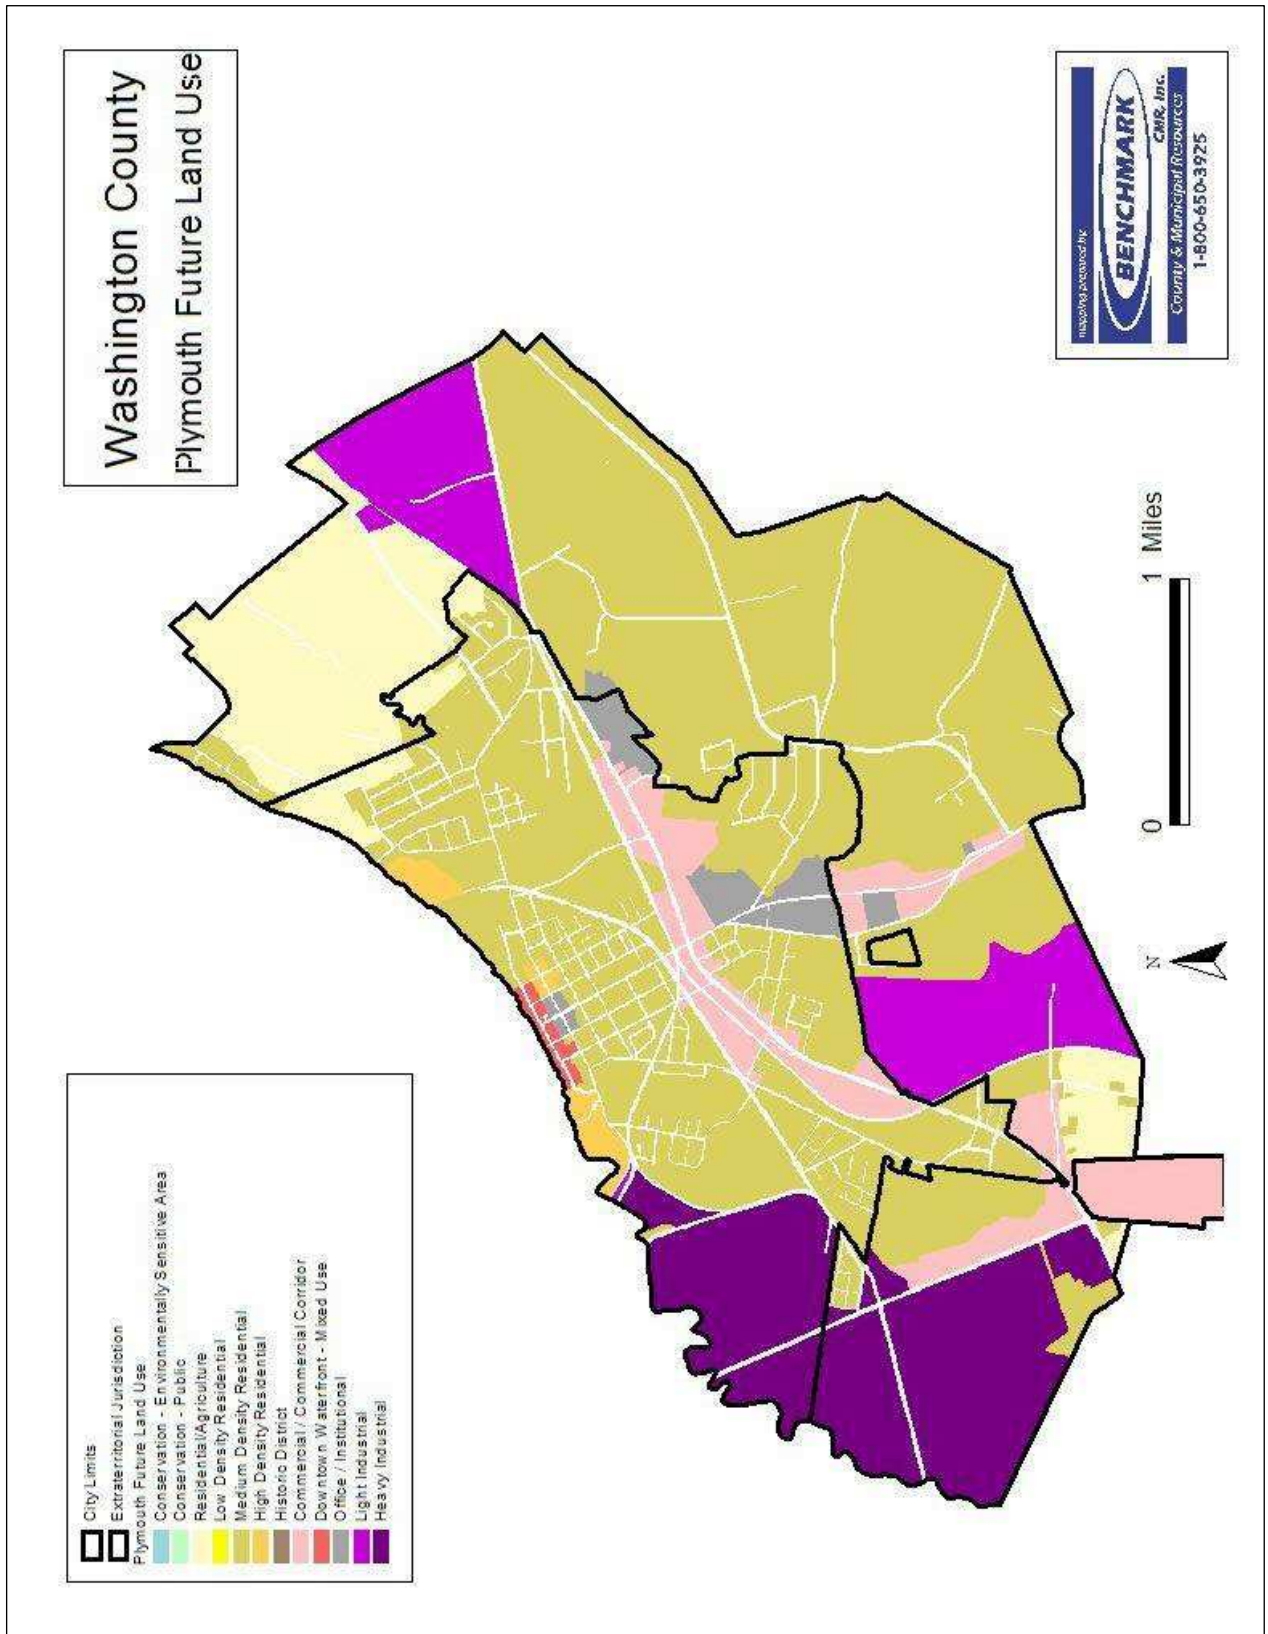 Washington County
Plymouth Future Land Use
City Limits
Extraterritorial Jurisdiction
Plymouth Future Land Use
Conservation - Environmentally Sensitive Area
Conservation - Public
Residential/Agriculture
Low Density Residential
Medium Density Residential
High Density Residential
Historic District
Commercial / Commercial Corridor
Downtown Waterfront - Mixed Use
Office / Institutional
Light Industrial
Heavy Industrial
N
0 1 Miles
mapping prepared by:
BENCHMARK
CMR, Inc.
County & Municipal Resources
1-800-650-3925